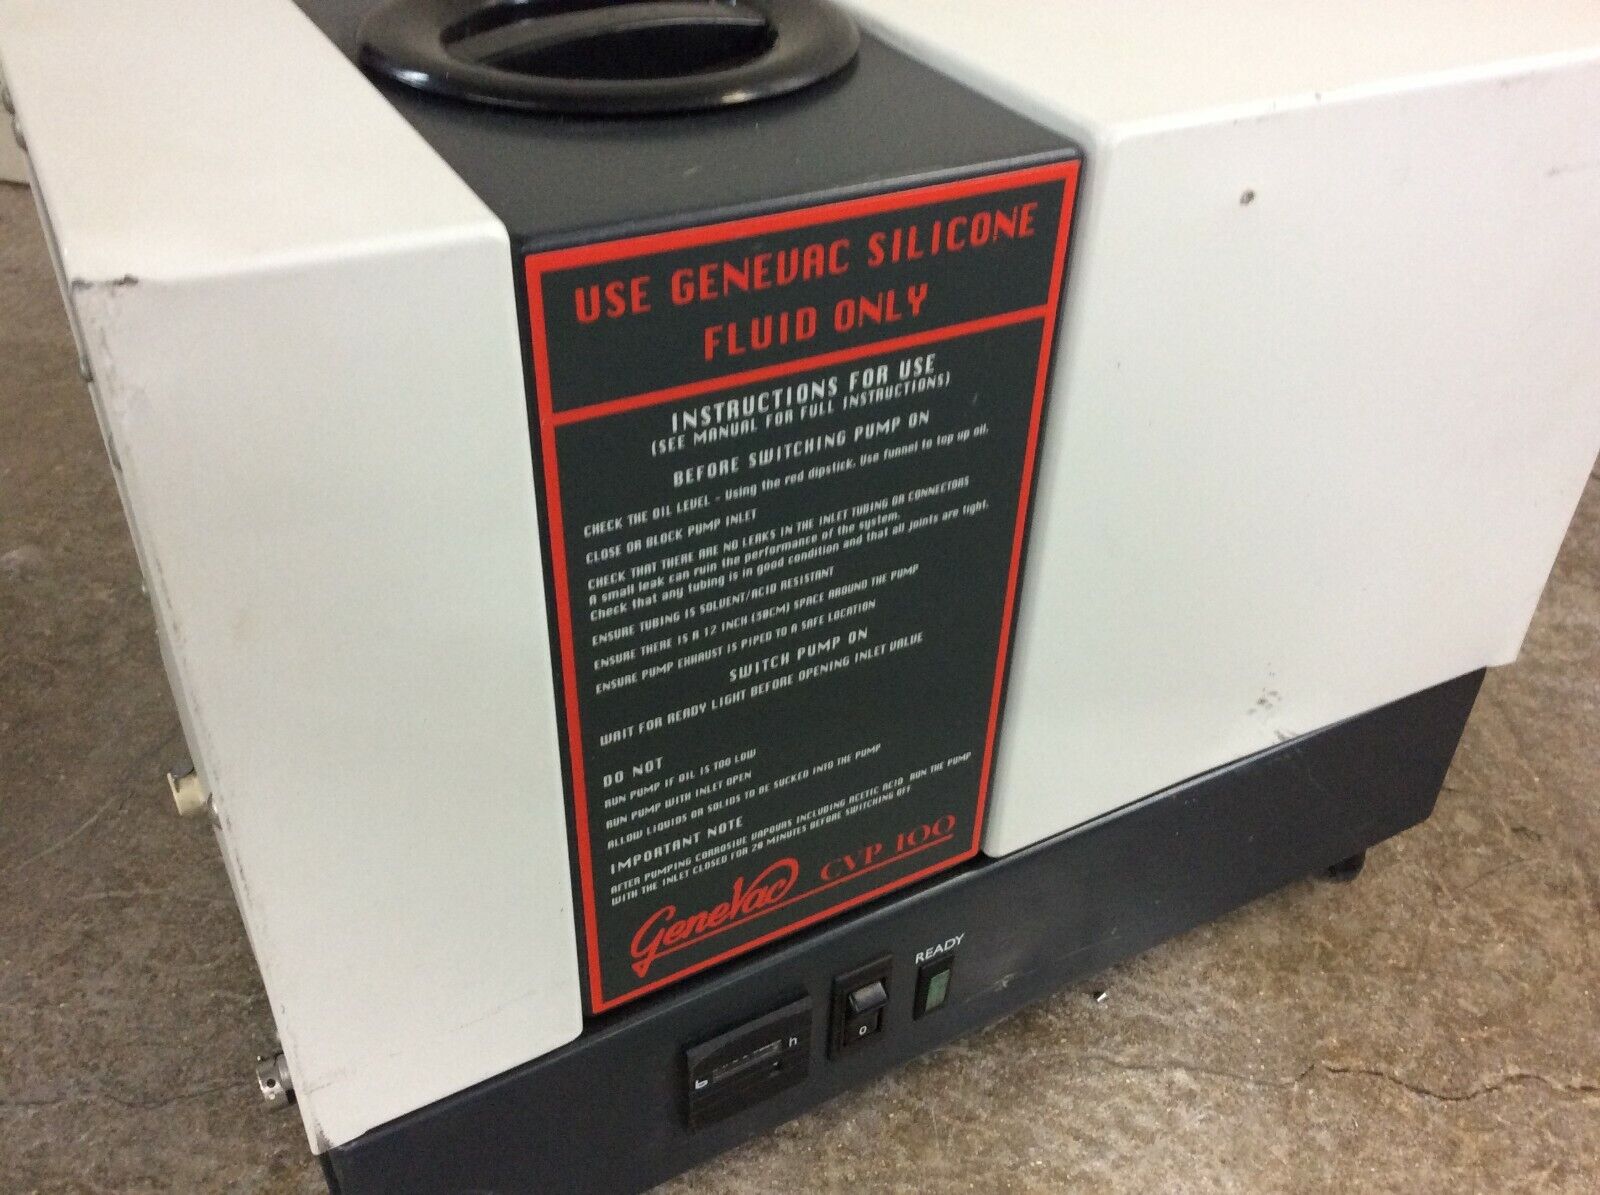 USE GENEVAC SILICONE
FLUID ONLY
INSTRUCTIONS FOR USE
(SEE MANUAL FOR FULL INSTRUCTIONS)
BEFORE SWITCHING PUMP ON
CHECK THE OIL LEVEL - Using the red dipstick. Use funnel to top up oil.
CLOSE OR BLOCK PUMP INLET
CHECK THAT THERE ARE NO LEAKS IN THE INLET TUBING OR CONNECTORS
A small leak can ruin the performance of the system.
Check that any tubing is in good condition and that all joints are tight.
ENSURE TUBING IS SOLVENT/ACID RESISTANT
ENSURE THERE IS A 12 INCH (30CM) SPACE AROUND THE PUMP
ENSURE PUMP EXHAUST IS PIPED TO A SAFE LOCATION
SWITCH PUMP ON
WAIT FOR READY LIGHT BEFORE OPENING INLET VALVE
DO NOT
RUN PUMP IF OIL IS TOO LOW
RUN PUMP WITH INLET OPEN
ALLOW LIQUIDS OR SOLIDS TO BE SUCKED INTO THE PUMP
IMPORTANT NOTE
AFTER PUMPING CORROSIVE VAPOURS INCLUDING ACETIC ACID RUN THE PUMP
WITH THE INLET CLOSED FOR 20 MINUTES BEFORE SWITCHING OFF
GeneVac CVP 100
READY
0
h